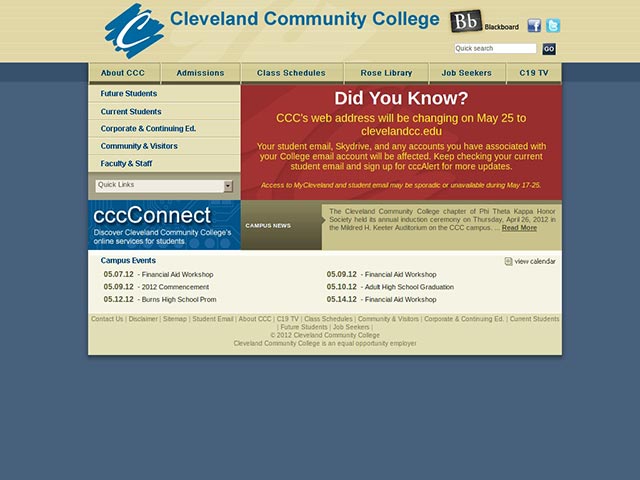 Cleveland Community College
Bb Blackboard
Quick search
GO
About CCC
Admissions
Class Schedules
Rose Library
Job Seekers
C19 TV
Future Students
Current Students
Corporate & Continuing Ed.
Community & Visitors
Faculty & Staff
Quick Links
Did You Know?
CCC's web address will be changing on May 25 to
clevelandcc.edu
Your student email, Skydrive, and any accounts you have associated with
your College email account will be affected. Keep checking your current
student email and sign up for cccAlert for more updates.
Access to MyCleveland and student email may be sporadic or unavailable during May 17-25.
cccConnect
Discover Cleveland Community College's
online services for students.
CAMPUS NEWS
The Cleveland Community College chapter of Phi Theta Kappa Honor
Society held its annual induction ceremony on Thursday, April 26, 2012 in
the Mildred H. Keeter Auditorium on the CCC campus. ... Read More
Campus Events
view calendar
05.07.12 - Financial Aid Workshop
05.09.12 - Financial Aid Workshop
05.09.12 - 2012 Commencement
05.10.12 - Adult High School Graduation
05.12.12 - Burns High School Prom
05.14.12 - Financial Aid Workshop
Contact Us | Disclaimer | Sitemap | Student Email | About CCC | C19 TV | Class Schedules | Community & Visitors | Corporate & Continuing Ed. | Current Students
| Future Students | Job Seekers |
© 2012 Cleveland Community College
Cleveland Community College is an equal opportunity employer